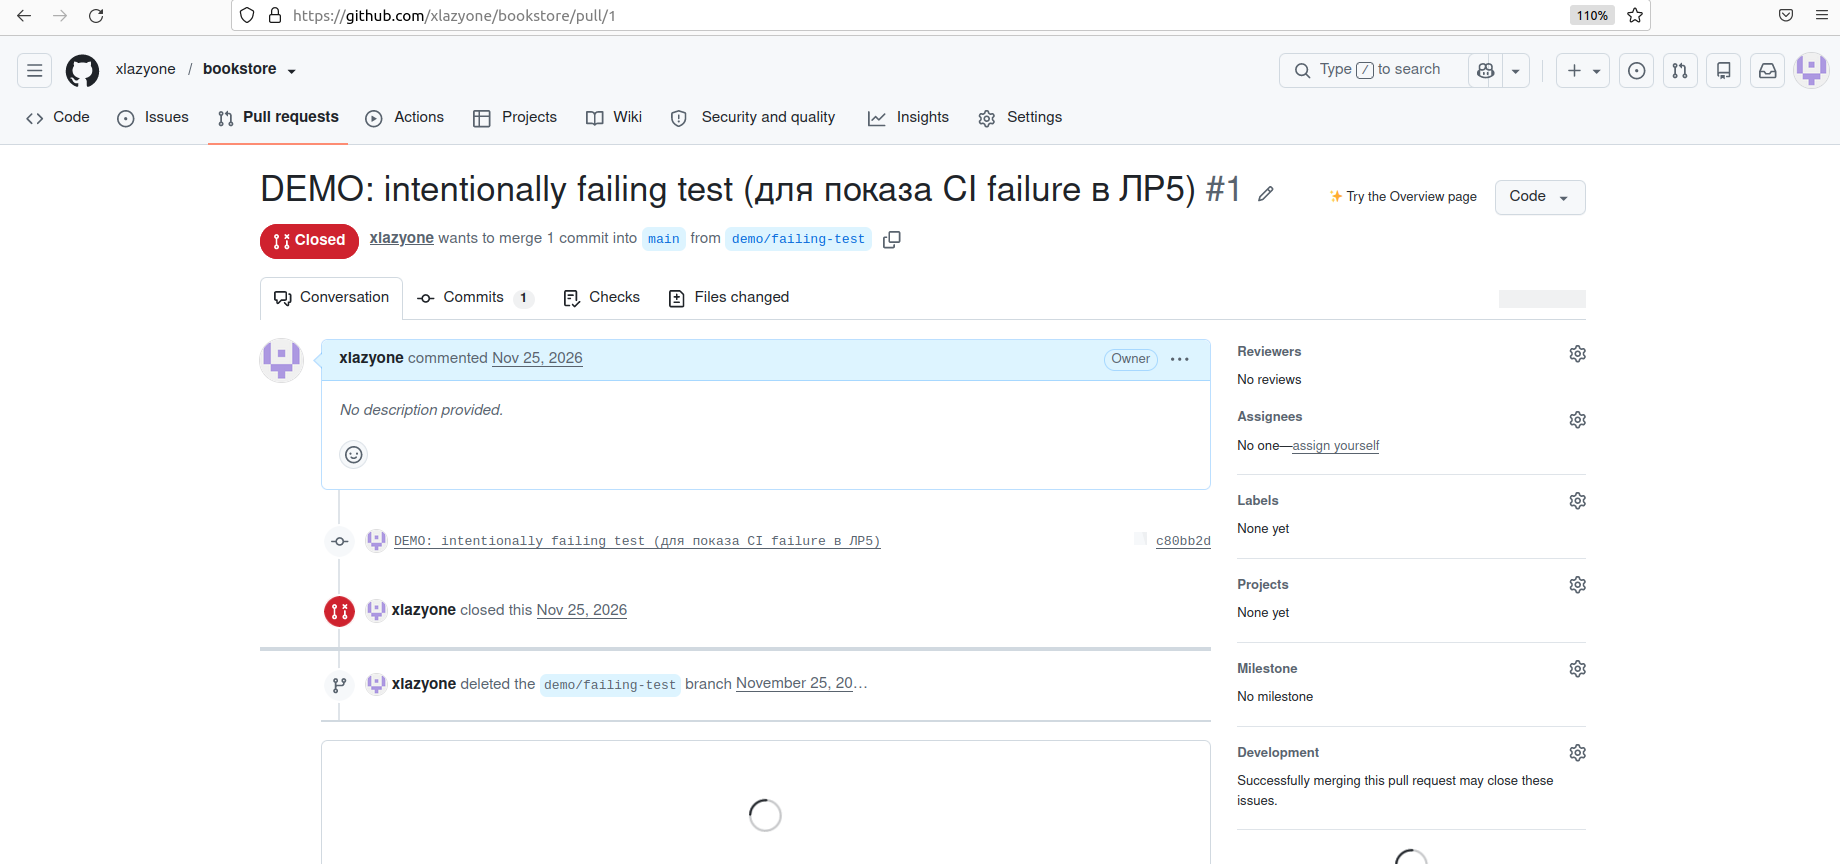 https://github.com/xlazyone/bookstore/pull/1
110%
xlazyone / bookstore
Type / to search
Code
Issues
Pull requests
Actions
Projects
Wiki
Security and quality
Insights
Settings
DEMO: intentionally failing test (для показа CI failure в ЛР5) #1
Try the Overview page
Code
Closed
xlazyone wants to merge 1 commit into main from demo/failing-test
Conversation
Commits 1
Checks
Files changed
xlazyone commented Nov 25, 2026
Owner
No description provided.
DEMO: intentionally failing test (для показа CI failure в ЛР5)
c80bb2d
xlazyone closed this Nov 25, 2026
xlazyone deleted the demo/failing-test branch November 25, 20…
Reviewers
No reviews
Assignees
No one—assign yourself
Labels
None yet
Projects
None yet
Milestone
No milestone
Development
Successfully merging this pull request may close these
issues.